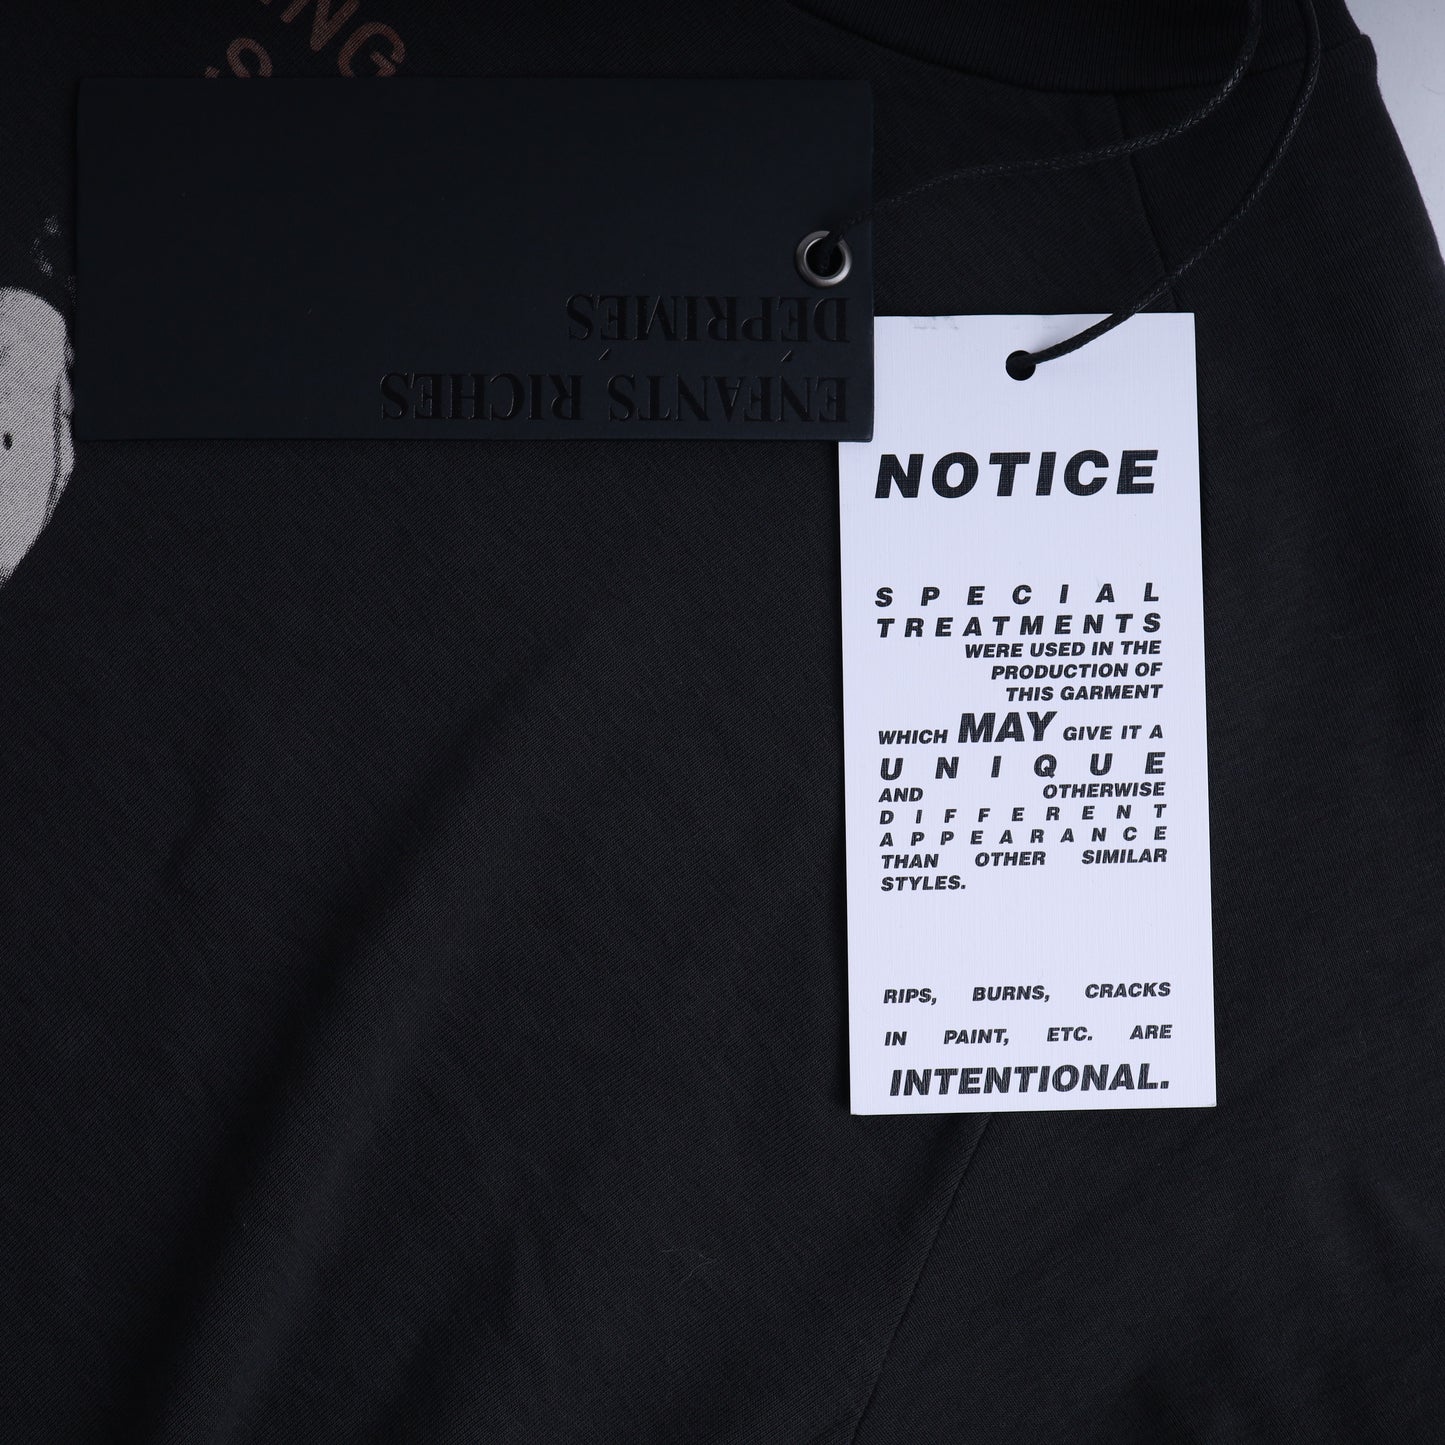 ING
ENFANTS RICHES
DÉPRIMÉS
NOTICE
SPECIAL
TREATMENTS
WERE USED IN THE
PRODUCTION OF
THIS GARMENT
WHICH MAY GIVE IT A
UNIQUE
AND OTHERWISE
DIFFERENT
APPEARANCE
THAN OTHER SIMILAR
STYLES.
RIPS, BURNS, CRACKS
IN PAINT, ETC. ARE
INTENTIONAL.